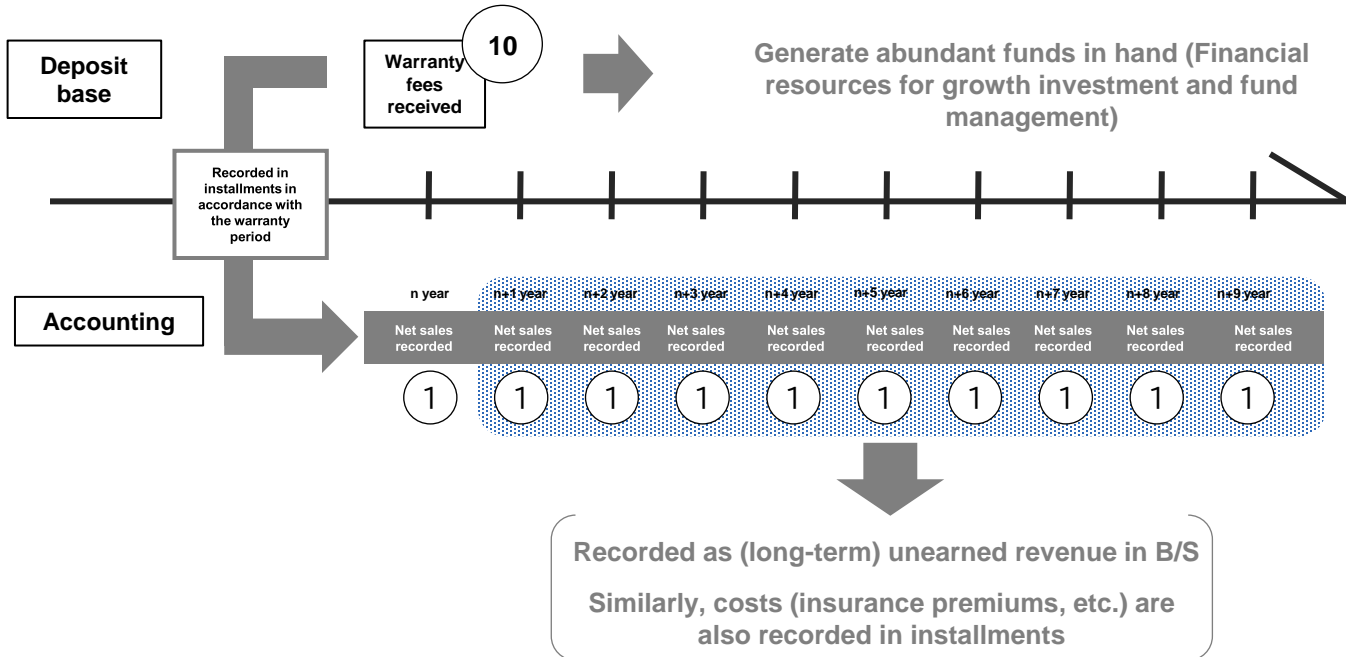 Deposit
base
Warranty
fees
received
10
Generate abundant funds in hand (Financial
resources for growth investment and fund
management)
Recorded in
installments in
accordance with
the warranty
period
Accounting
n year n+1 year n+2 year n+3 year n+4 year n+5 year n+6 year n+7 year n+8 year n+9 year
Net sales Net sales Net sales Net sales Net sales Net sales Net sales Net sales Net sales Net sales
recorded recorded recorded recorded recorded recorded recorded recorded recorded recorded
1 1 1 1 1 1 1 1 1 1
Recorded as (long-term) unearned revenue in B/S
Similarly, costs (insurance premiums, etc.) are
also recorded in installments